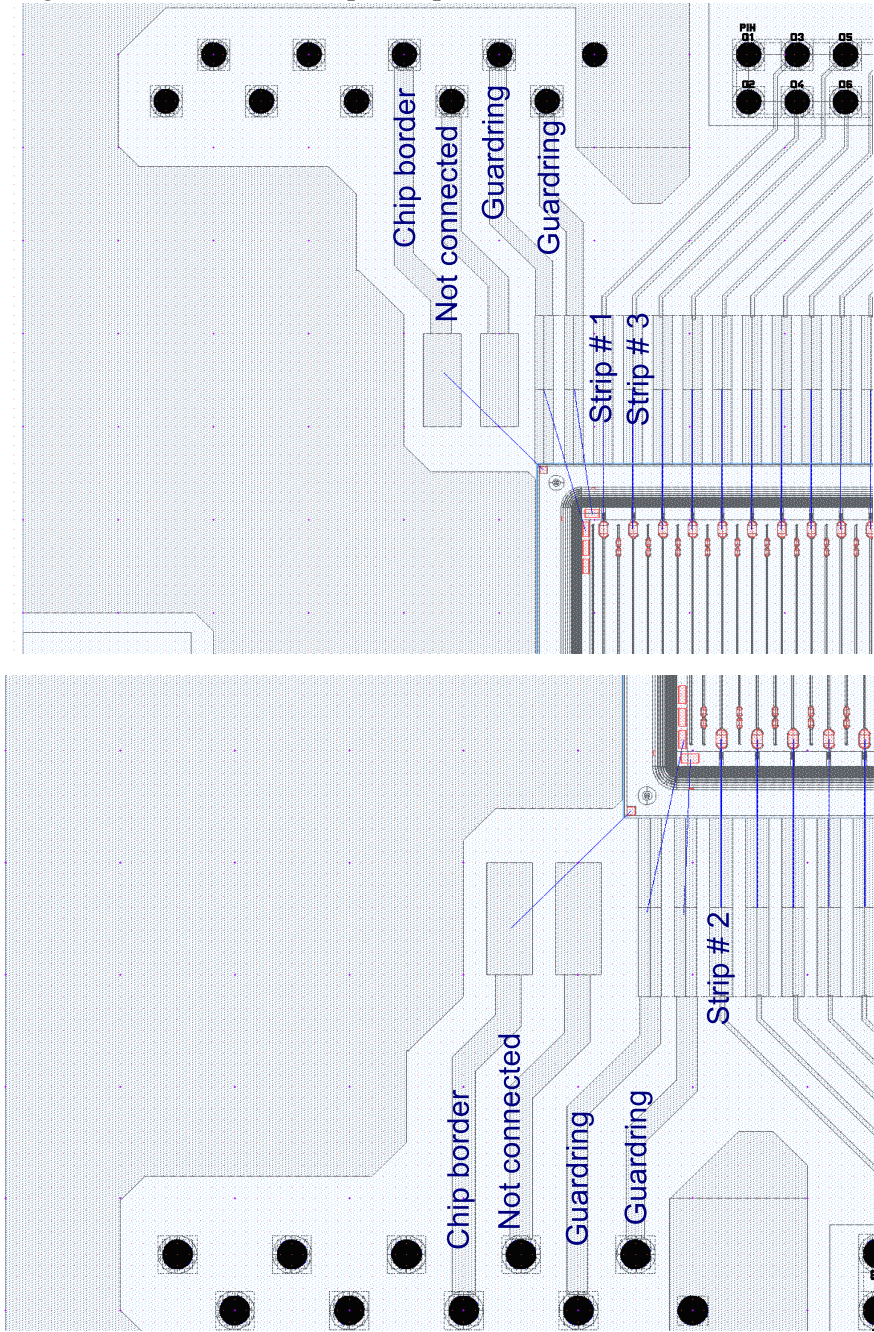 PIN
01 03 05
02 04 06
Chip border
Not connected
Guardring
Guardring
Strip # 1
Strip # 3
Strip # 2
Chip border
Not connected
Guardring
Guardring